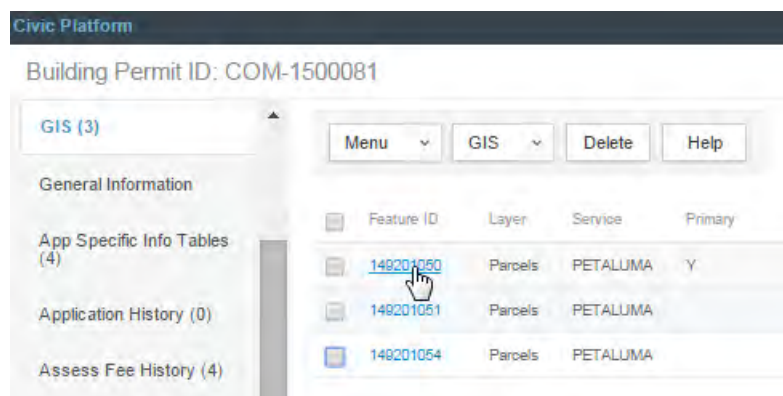 Civic Platform
Building Permit ID: COM-1500081
GIS (3)
General Information
App Specific Info Tables
(4)
Application History (0)
Assess Fee History (4)
Menu GIS Delete Help
Feature ID Layer Service Primary
149201050 Parcels PETALUMA Y
149201051 Parcels PETALUMA
149201054 Parcels PETALUMA